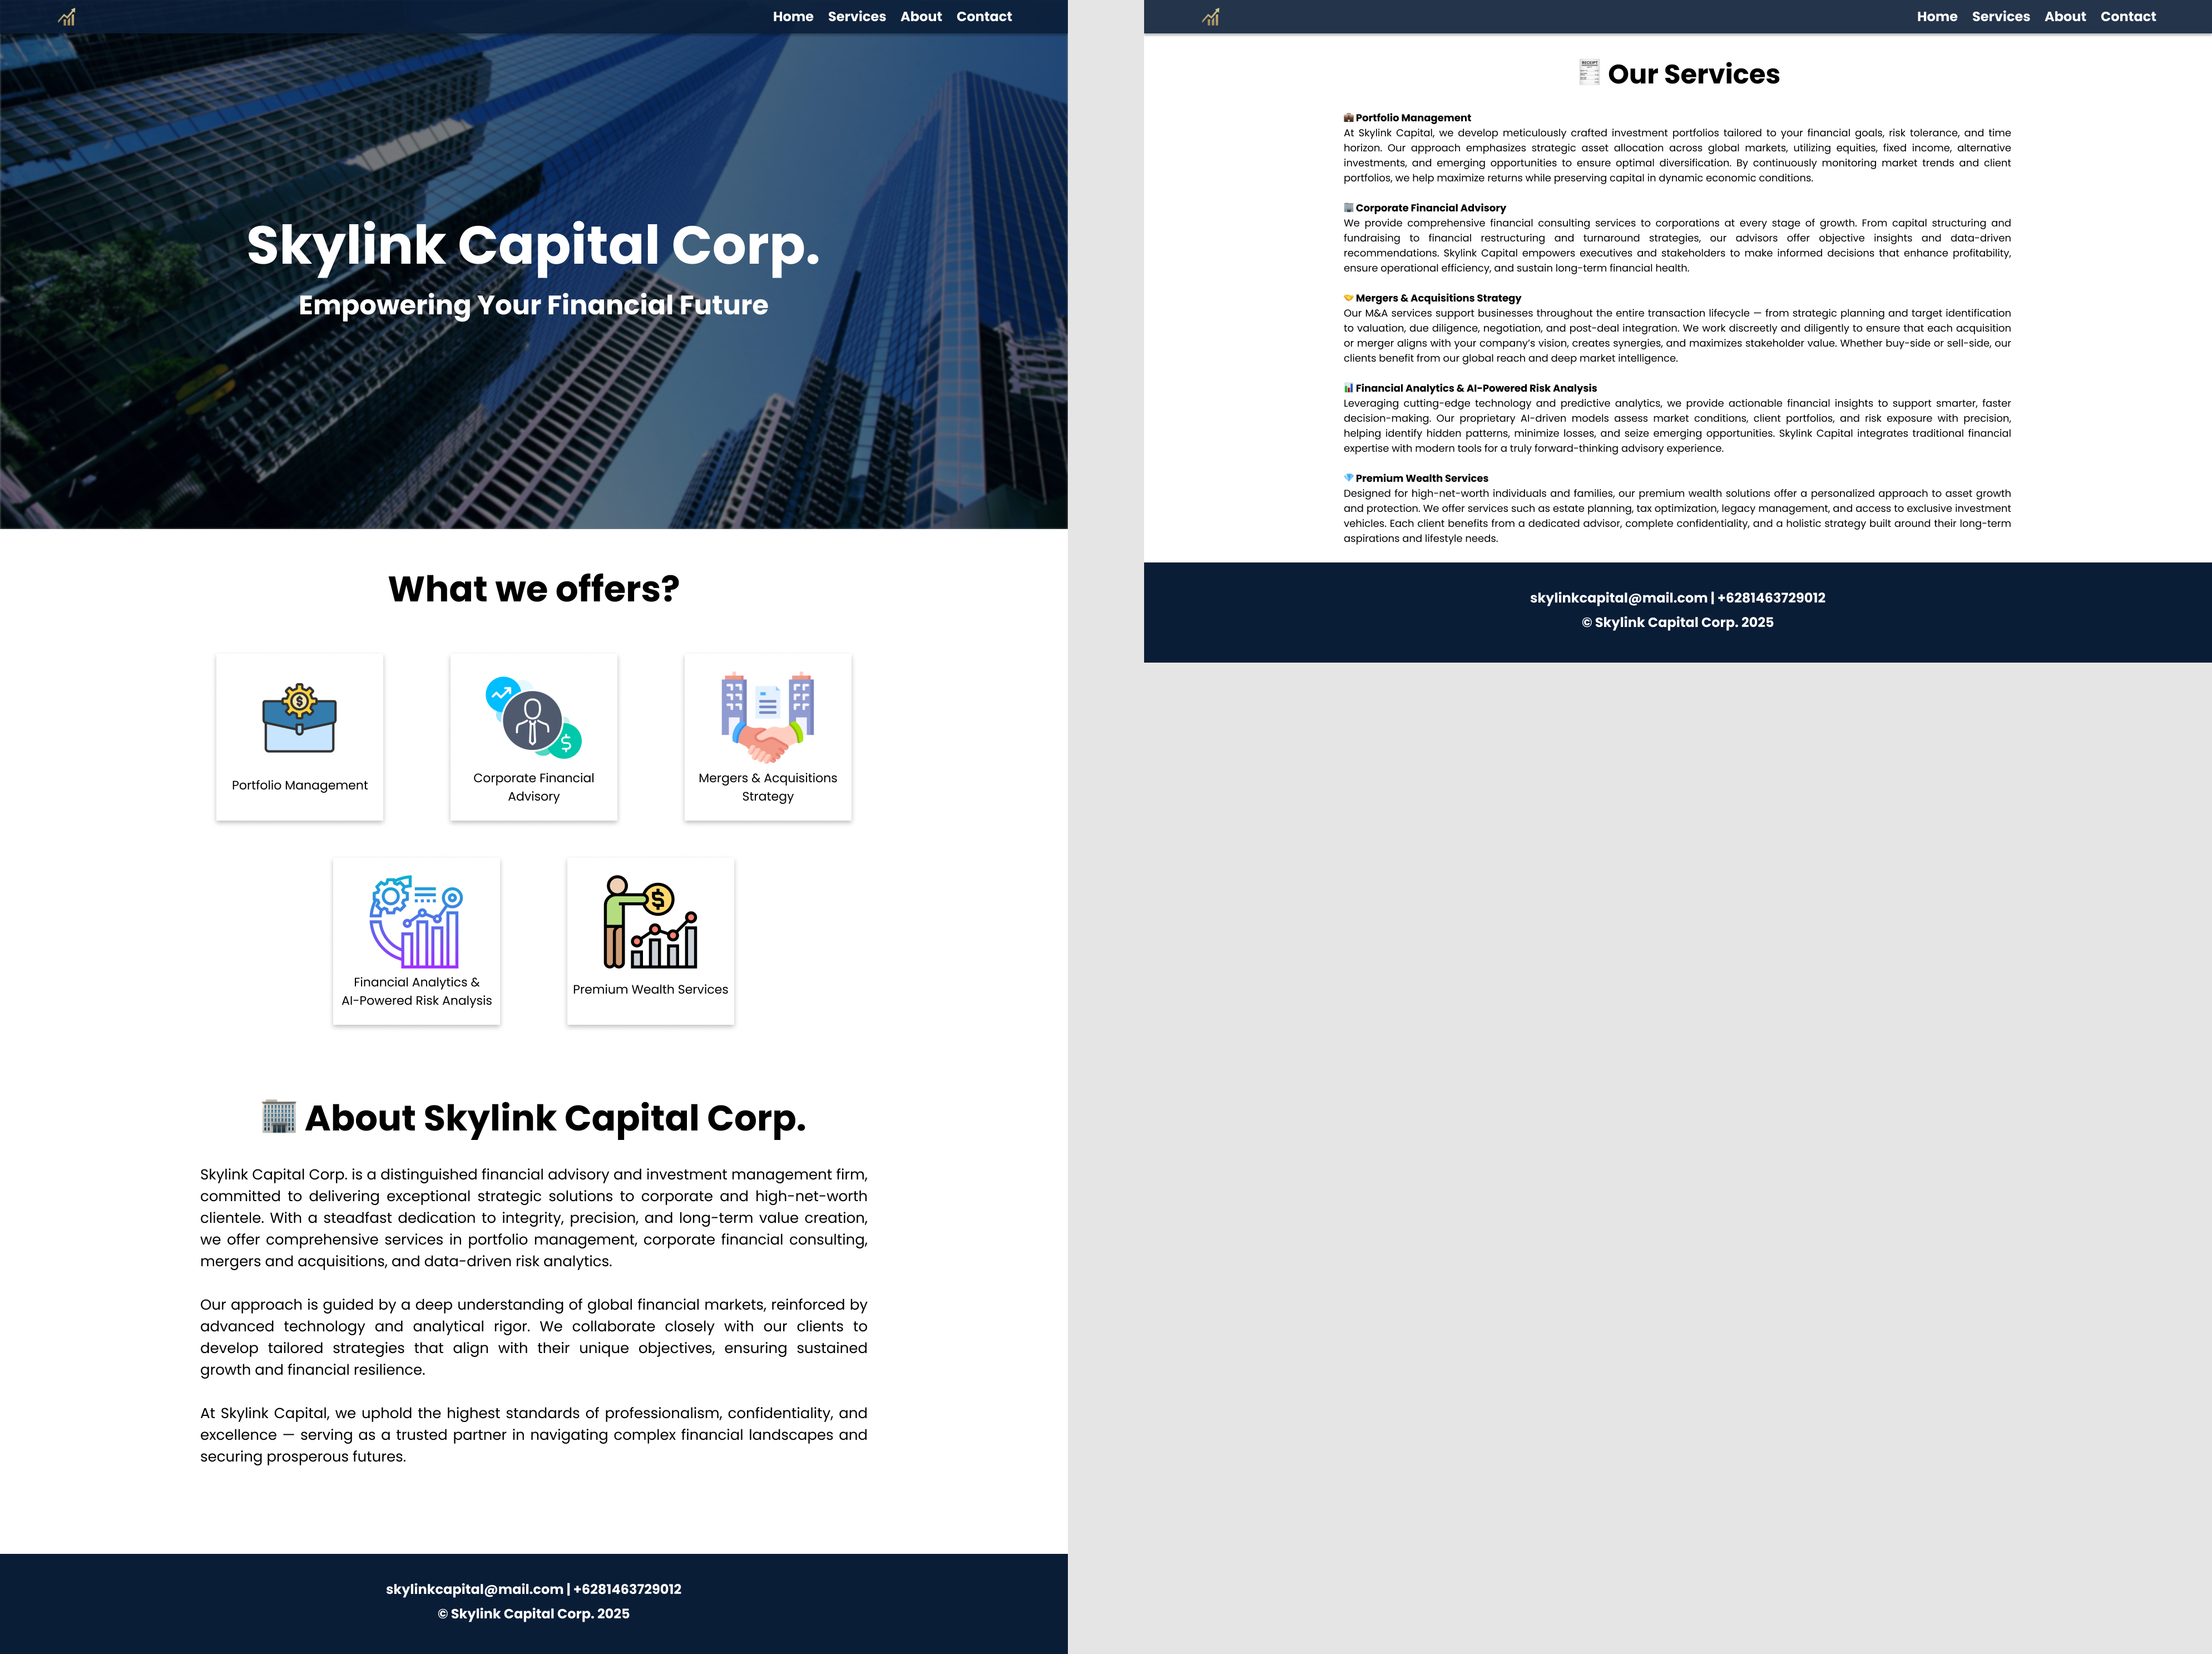 Home Services About Contact
Skylink Capital Corp.
Empowering Your Financial Future
What we offers?
Portfolio Management
Corporate Financial
Advisory
Mergers & Acquisitions
Strategy
Financial Analytics &
AI-Powered Risk Analysis
Premium Wealth Services
About Skylink Capital Corp.
Skylink Capital Corp. is a distinguished financial advisory and investment management firm,
committed to delivering exceptional strategic solutions to corporate and high-net-worth
clientele. With a steadfast dedication to integrity, precision, and long-term value creation,
we offer comprehensive services in portfolio management, corporate financial consulting,
mergers and acquisitions, and data-driven risk analytics.
Our approach is guided by a deep understanding of global financial markets, reinforced by
advanced technology and analytical rigor. We collaborate closely with our clients to
develop tailored strategies that align with their unique objectives, ensuring sustained
growth and financial resilience.
At Skylink Capital, we uphold the highest standards of professionalism, confidentiality, and
excellence — serving as a trusted partner in navigating complex financial landscapes and
securing prosperous futures.
skylinkcapital@mail.com | +6281463729012
© Skylink Capital Corp. 2025
Home Services About Contact
RECEIPT
Our Services
Portfolio Management
At Skylink Capital, we develop meticulously crafted investment portfolios tailored to your financial goals, risk tolerance, and time
horizon. Our approach emphasizes strategic asset allocation across global markets, utilizing equities, fixed income, alternative
investments, and emerging opportunities to ensure optimal diversification. By continuously monitoring market trends and client
portfolios, we help maximize returns while preserving capital in dynamic economic conditions.
Corporate Financial Advisory
We provide comprehensive financial consulting services to corporations at every stage of growth. From capital structuring and
fundraising to financial restructuring and turnaround strategies, our advisors offer objective insights and data-driven
recommendations. Skylink Capital empowers executives and stakeholders to make informed decisions that enhance profitability,
ensure operational efficiency, and sustain long-term financial health.
Mergers & Acquisitions Strategy
Our M&A services support businesses throughout the entire transaction lifecycle — from strategic planning and target identification
to valuation, due diligence, negotiation, and post-deal integration. We work discreetly and diligently to ensure that each acquisition
or merger aligns with your company's vision, creates synergies, and maximizes stakeholder value. Whether buy-side or sell-side, our
clients benefit from our global reach and deep market intelligence.
Financial Analytics & AI-Powered Risk Analysis
Leveraging cutting-edge technology and predictive analytics, we provide actionable financial insights to support smarter, faster
decision-making. Our proprietary AI-driven models assess market conditions, client portfolios, and risk exposure with precision,
helping identify hidden patterns, minimize losses, and seize emerging opportunities. Skylink Capital integrates traditional financial
expertise with modern tools for a truly forward-thinking advisory experience.
Premium Wealth Services
Designed for high-net-worth individuals and families, our premium wealth solutions offer a personalized approach to asset growth
and protection. We offer services such as estate planning, tax optimization, legacy management, and access to exclusive investment
vehicles. Each client benefits from a dedicated advisor, complete confidentiality, and a holistic strategy built around their long-term
aspirations and lifestyle needs.
skylinkcapital@mail.com | +6281463729012
© Skylink Capital Corp. 2025